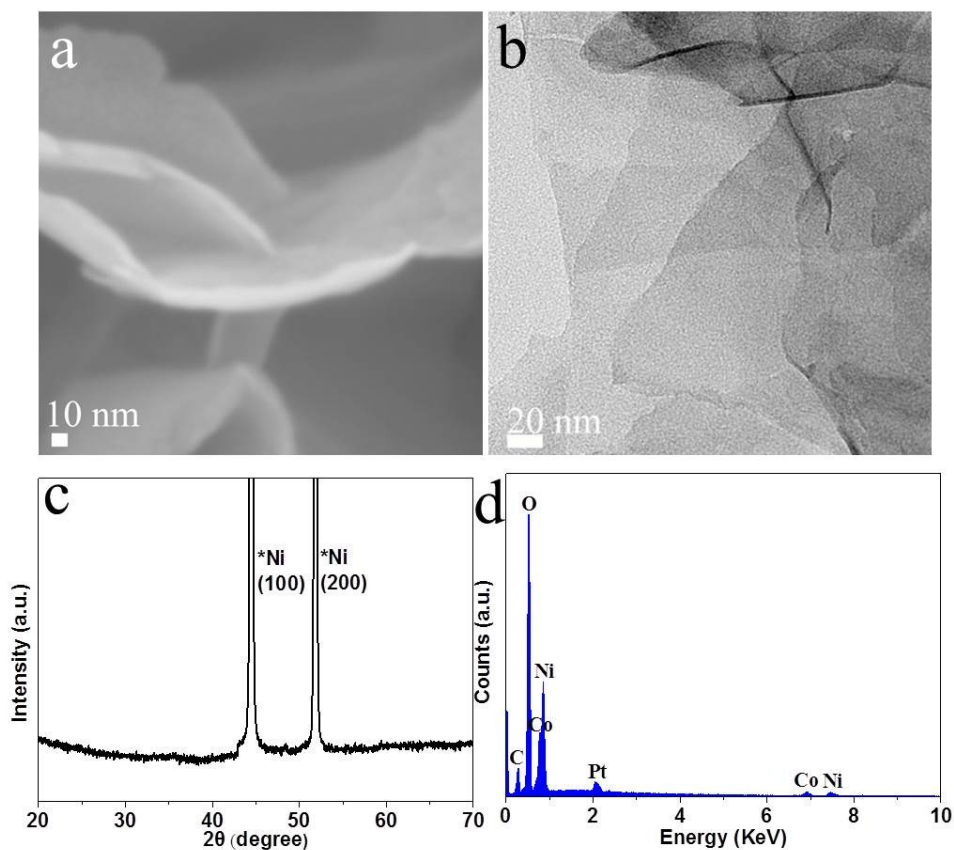 a
10 nm
b
20 nm
c
Intensity (a.u.)
*Ni
(100)
*Ni
(200)
20 30 40 50 60 70
2θ (degree)
d
Counts (a.u.)
O
Ni
Co
C
Pt
Co Ni
0 2 4 6 8 10
Energy (KeV)